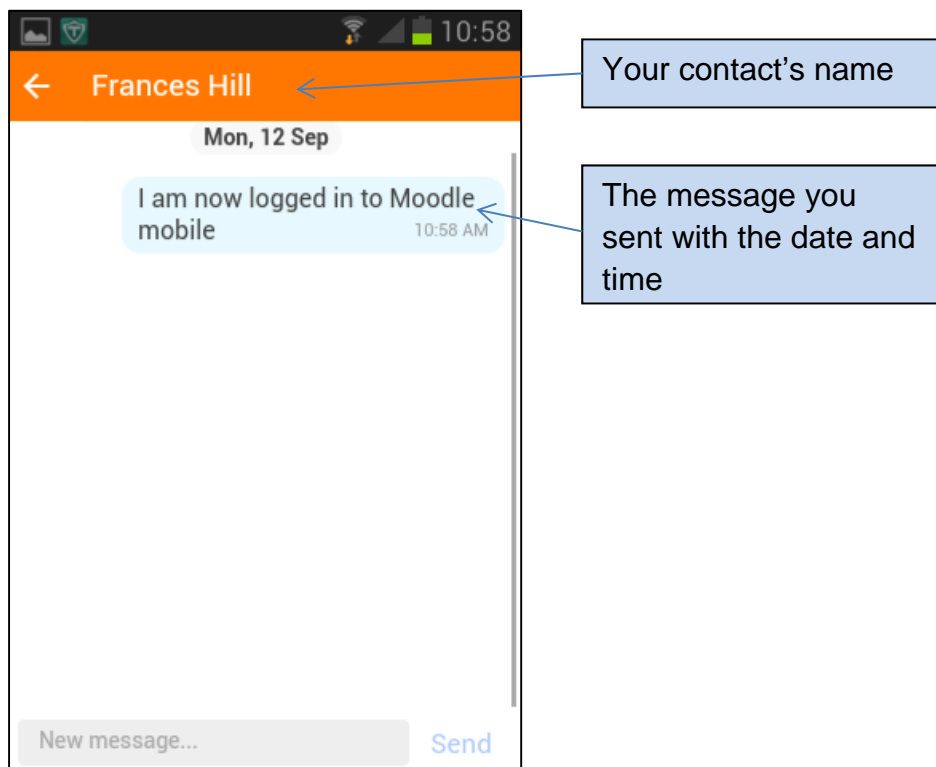 10:58
Frances Hill
Your contact's name
Mon, 12 Sep
I am now logged in to Moodle
mobile
10:58 AM
The message you
sent with the date and
time
New message...
Send